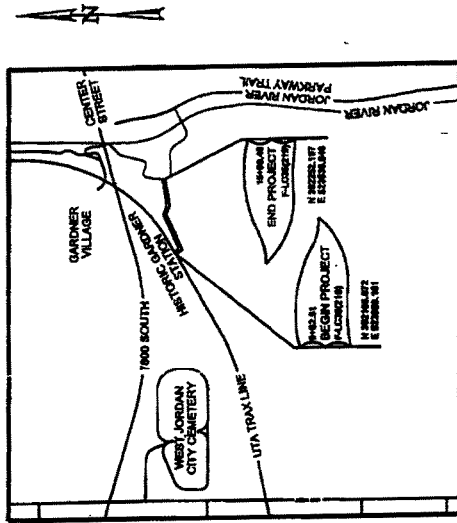 N
CENTER
STREET
JORDAN RIVER
PARKWAY TRAIL
JORDAN RIVER
GARDNER
VILLAGE
7800 SOUTH
HISTORIC GARDNER
STATION
WEST JORDAN
CITY CEMETERY
UTA TRAX LINE
END PROJECT
BEGIN PROJECT